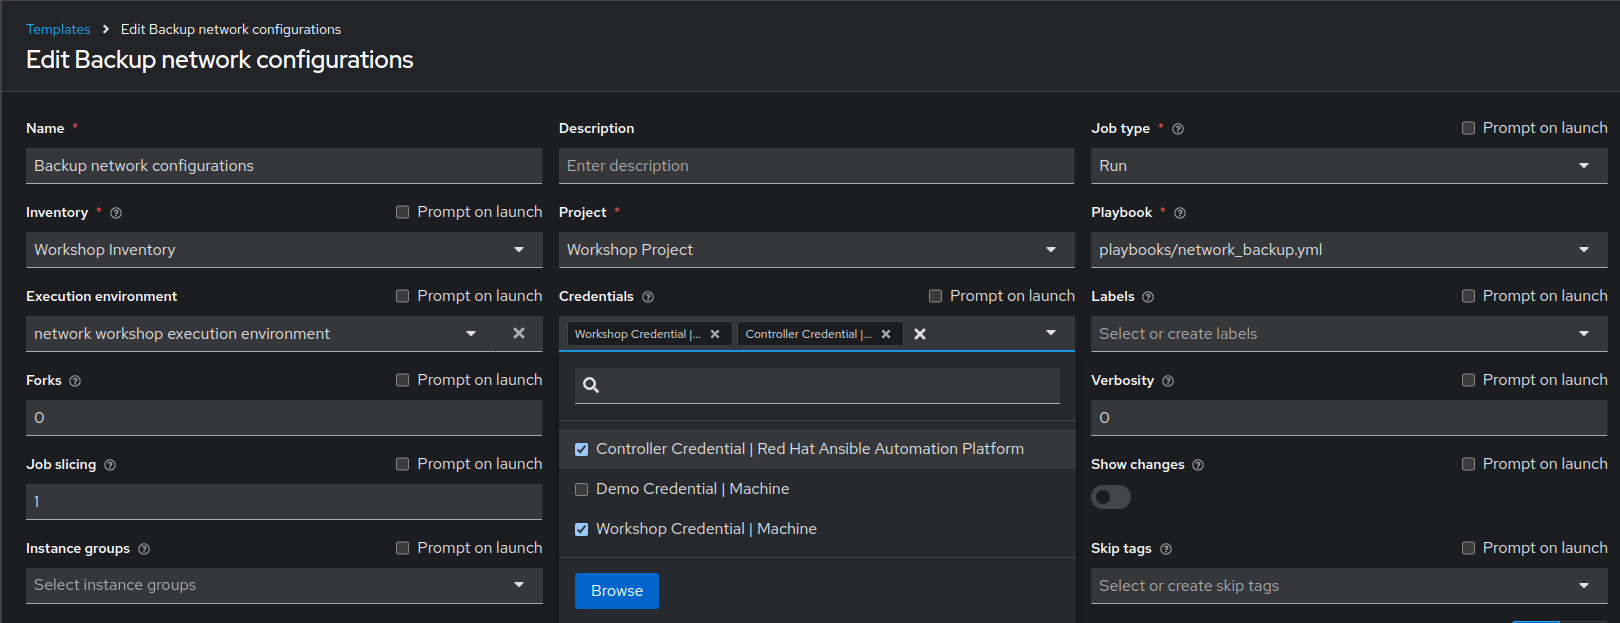 Templates > Edit Backup network configurations
Edit Backup network configurations
Name *
Description
Job type * Prompt on launch
Backup network configurations
Enter description
Run
Inventory * Prompt on launch
Project *
Playbook *
Workshop Inventory
Workshop Project
playbooks/network_backup.yml
Execution environment Prompt on launch
Credentials Prompt on launch
Labels Prompt on launch
network workshop execution environment
Workshop Credential |... Controller Credential |...
Select or create labels
Forks Prompt on launch
Verbosity Prompt on launch
0
0
Controller Credential | Red Hat Ansible Automation Platform
Job slicing Prompt on launch
Show changes Prompt on launch
Demo Credential | Machine
1
Workshop Credential | Machine
Instance groups Prompt on launch
Skip tags Prompt on launch
Select instance groups
Browse
Select or create skip tags